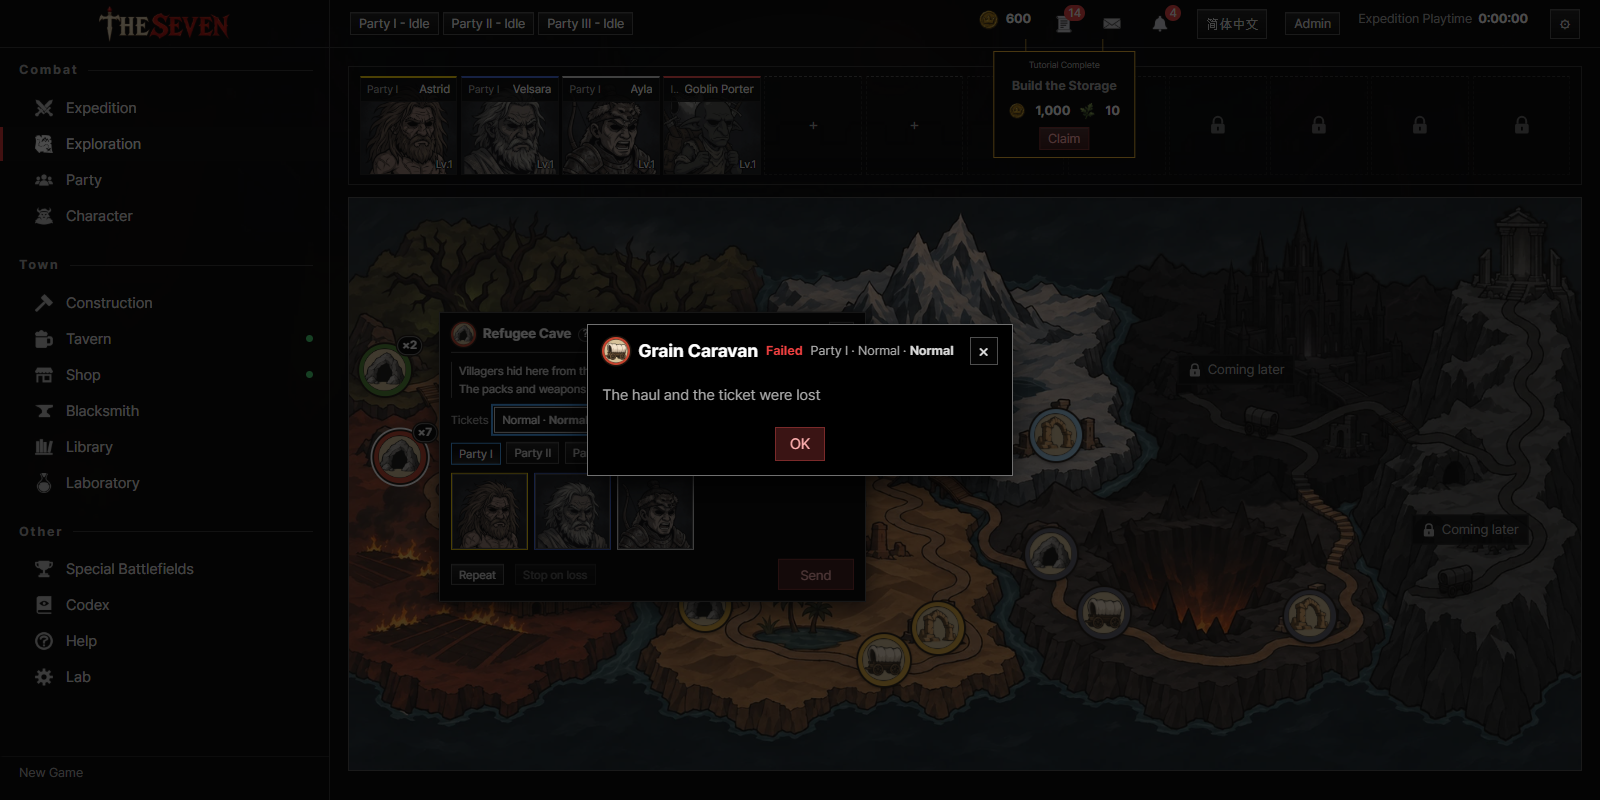 THE SEVEN
Party I - Idle
Party II - Idle
Party III - Idle
600
14
4
简体中文
Admin
Expedition Playtime 0:00:00
Combat
Expedition
Exploration
Party
Character
Town
Construction
Tavern
Shop
Blacksmith
Library
Laboratory
Other
Special Battlefields
Codex
Help
Lab
New Game
Party I Astrid
Lv.1
Party I Velsara
Lv.1
Party I Ayla
Lv.1
I.. Goblin Porter
Lv.1
+
+
Tutorial Complete
Build the Storage
1,000 10
Claim
x2
x7
Refugee Cave
Villagers hid here from th
The packs and weapons
Tickets Normal · Normal
Party I
Party II
Pa
Repeat
Stop on loss
Send
Grain Caravan Failed Party I · Normal · Normal
×
The haul and the ticket were lost
OK
Coming later
Coming later